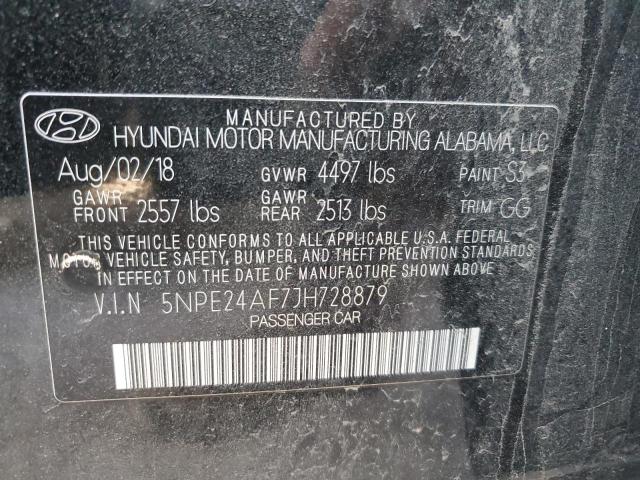 MANUFACTURED BY
HYUNDAI MOTOR MANUFACTURING ALABAMA, LLC
Aug/02/18 GVWR 4497 lbs PAINT S3
GAWR FRONT 2557 lbs GAWR REAR 2513 lbs TRIM GG
THIS VEHICLE CONFORMS TO ALL APPLICABLE U.S.A. FEDERAL
MOTOR VEHICLE SAFETY, BUMPER, AND THEFT PREVENTION STANDARDS
IN EFFECT ON THE DATE OF MANUFACTURE SHOWN ABOVE.
V.I.N 5NPE24AF7JH728879
PASSENGER CAR